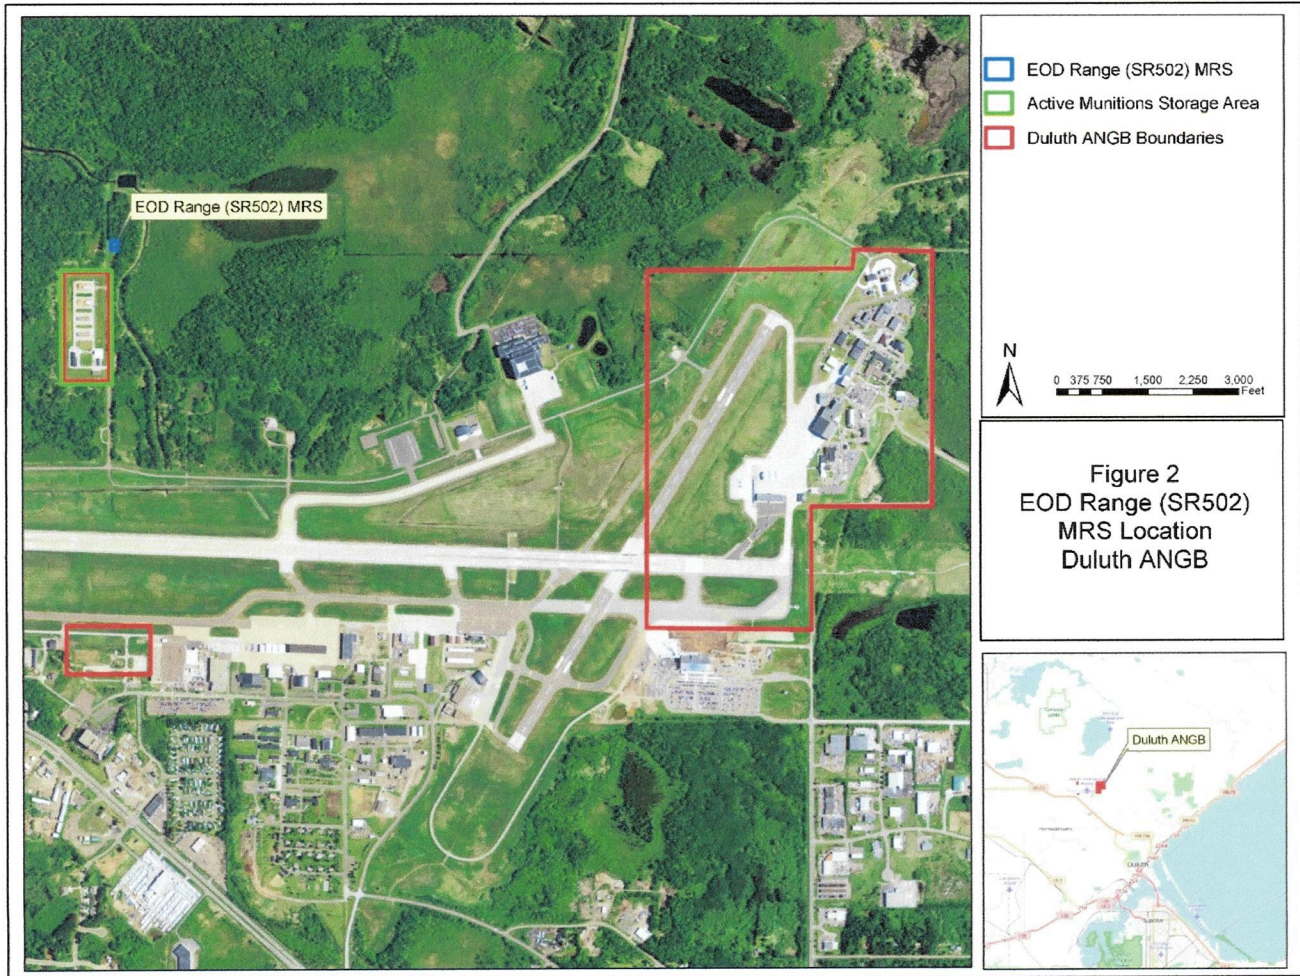 EOD Range (SR502) MRS
EOD Range (SR502) MRS
Active Munitions Storage Area
Duluth ANGB Boundaries
N
0 375 750 1,500 2,250 3,000
Feet
Figure 2
EOD Range (SR502)
MRS Location
Duluth ANGB
Duluth ANGB
Duluth
Superior